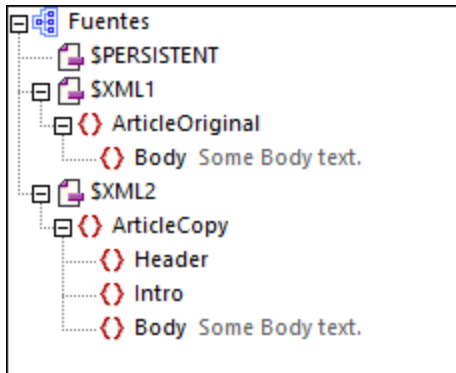 Fuentes
$PERSISTENT
$XML1
ArticleOriginal
Body Some Body text.
$XML2
ArticleCopy
Header
Intro
Body Some Body text.